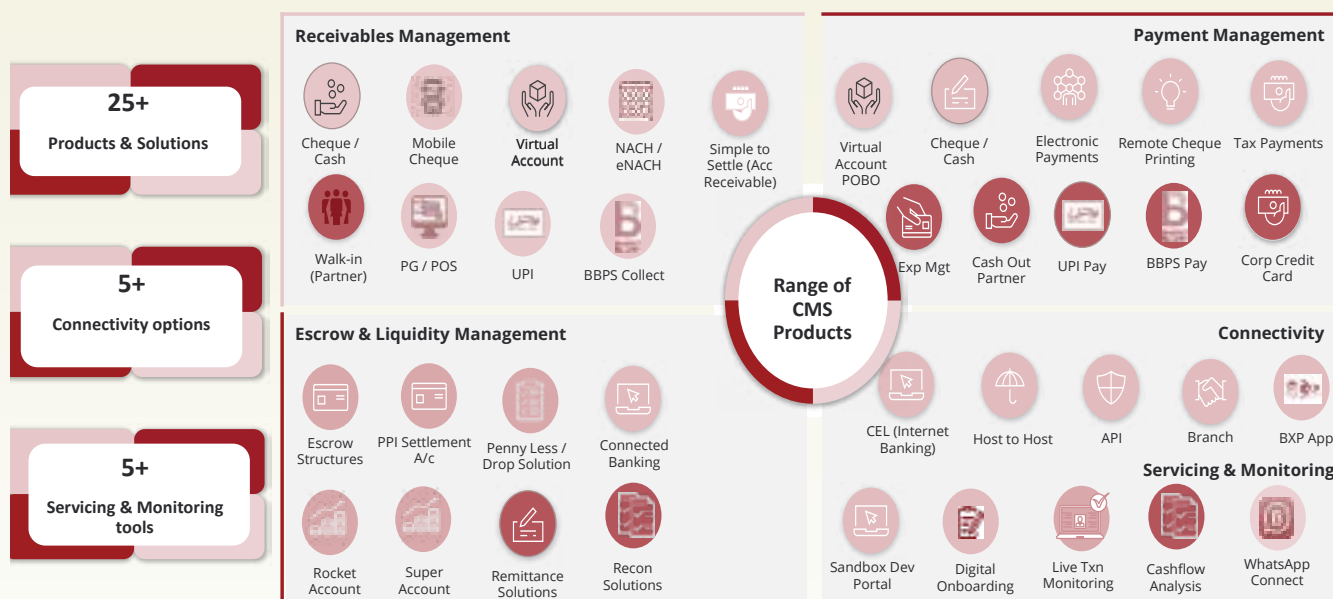 25+
Products & Solutions
5+
Connectivity options
5+
Servicing & Monitoring
tools
Receivables Management
Cheque /
Cash
Mobile
Cheque
Virtual
Account
NACH /
eNACH
Simple to
Settle (Acc
Receivable)
Walk-in
(Partner)
PG / POS
UPI
BBPS Collect
Payment Management
Virtual
Account
POBO
Cheque /
Cash
Electronic
Payments
Remote Cheque
Printing
Tax Payments
Exp Mgt
Cash Out
Partner
UPI Pay
BBPS Pay
Corp Credit
Card
Range of
CMS
Products
Escrow & Liquidity Management
Escrow
Structures
PPI Settlement
A/c
Penny Less /
Drop Solution
Connected
Banking
Rocket
Account
Super
Account
Remittance
Solutions
Recon
Solutions
Connectivity
CEL (Internet
Banking)
Host to Host
API
Branch
BXP App
Servicing & Monitoring
Sandbox Dev
Portal
Digital
Onboarding
Live Txn
Monitoring
Cashflow
Analysis
WhatsApp
Connect